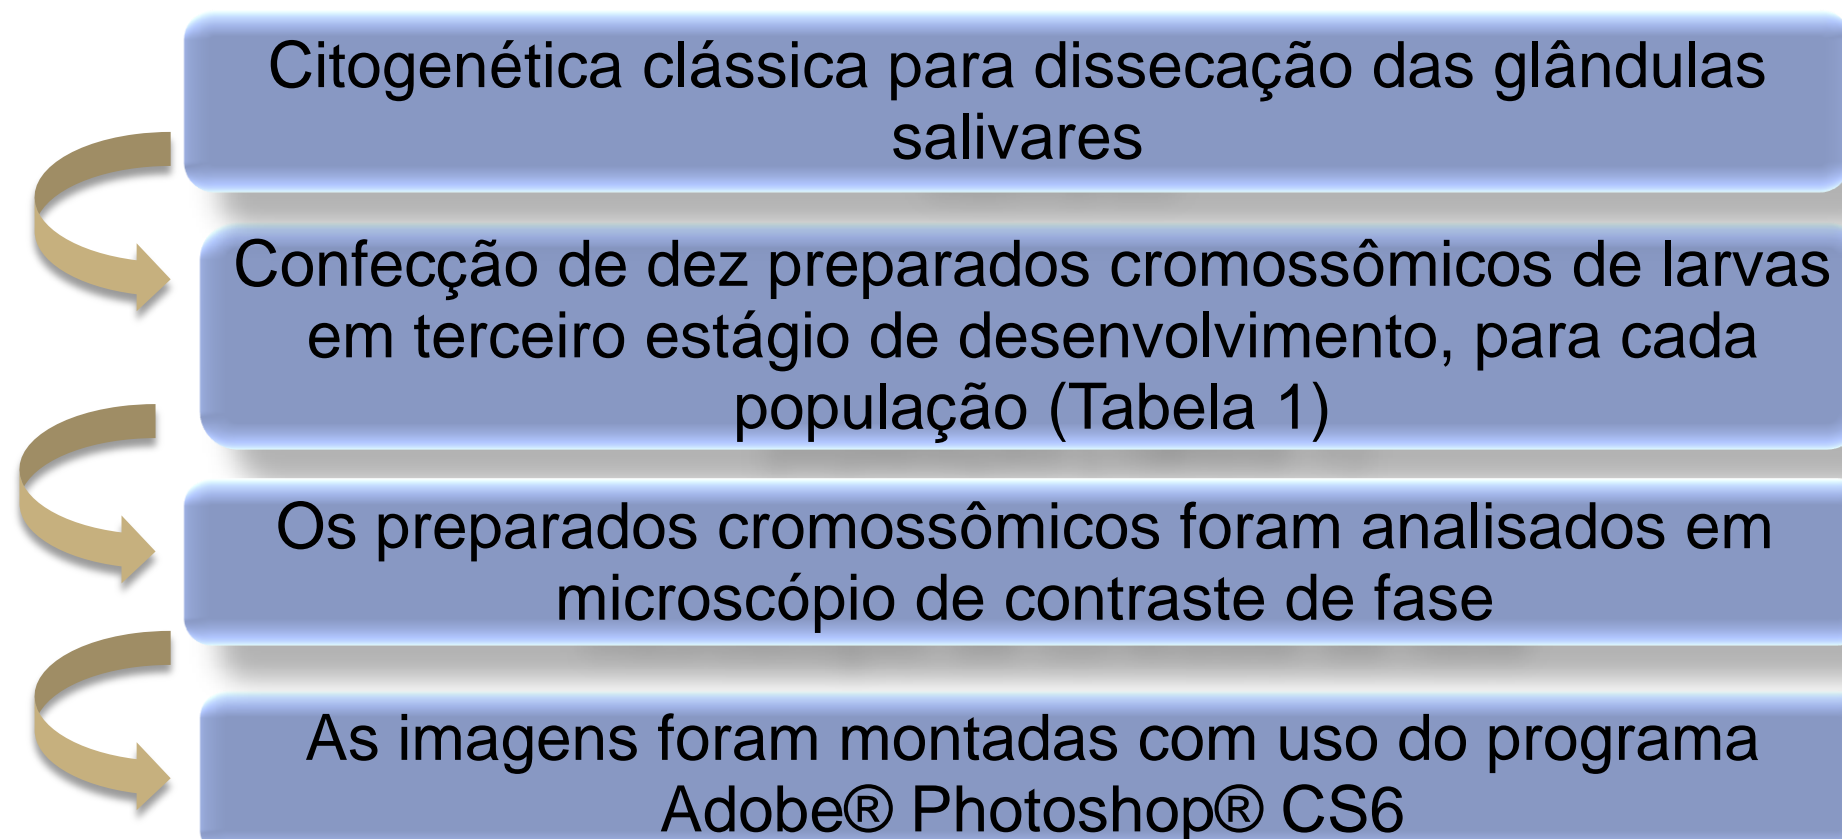 Citogenética clássica para dissecação das glândulas
salivares
Confecção de dez preparados cromossômicos de larvas
em terceiro estágio de desenvolvimento, para cada
população (Tabela 1)
Os preparados cromossômicos foram analisados em
microscópio de contraste de fase
As imagens foram montadas com uso do programa
Adobe® Photoshop® CS6